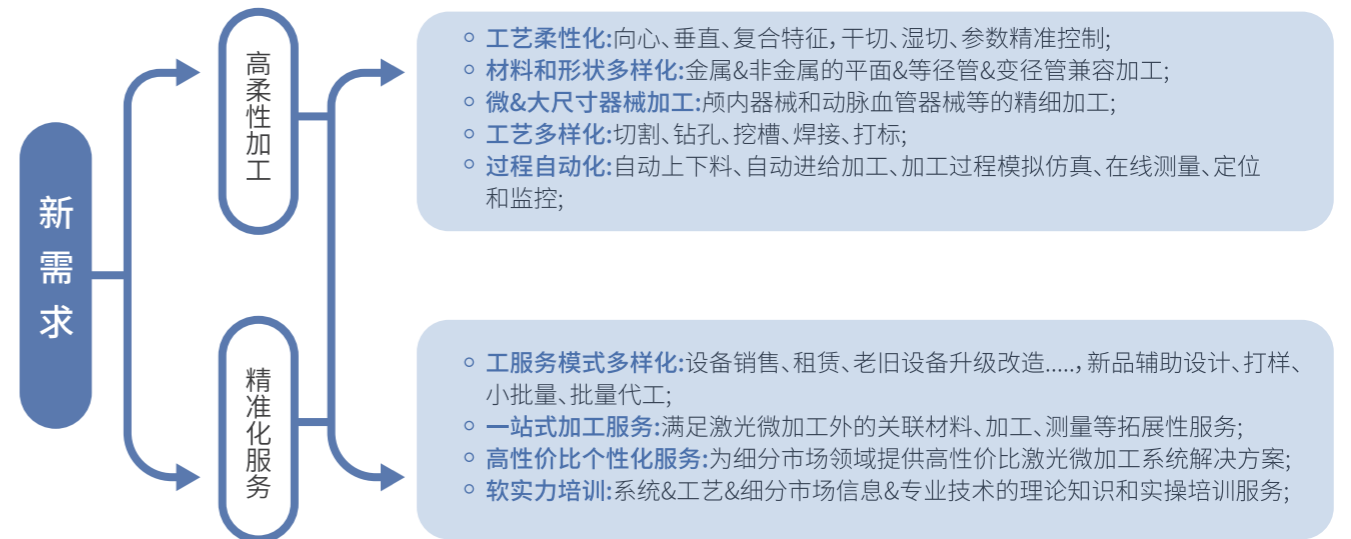 新需求
高柔性加工
工艺柔性化:向心、垂直、复合特征，干切、湿切、参数精准控制;
材料和形状多样化:金属&非金属的平面&等径管&变径管兼容加工;
微&大尺寸器械加工:颅内器械和动脉血管器械等的精细加工;
工艺多样化:切割、钻孔、挖槽、焊接、打标;
过程自动化:自动上下料、自动进给加工、加工过程模拟仿真、在线测量、定位
和监控;
精准化服务
工服务模式多样化:设备销售、租赁、老旧设备升级改造.....，新品辅助设计、打样、
小批量、批量代工;
一站式加工服务:满足激光微加工外的关联材料、加工、测量等拓展性服务;
高性价比个性化服务:为细分市场领域提供高性价比激光微加工系统解决方案;
软实力培训:系统&工艺&细分市场信息&专业技术的理论知识和实操培训服务;